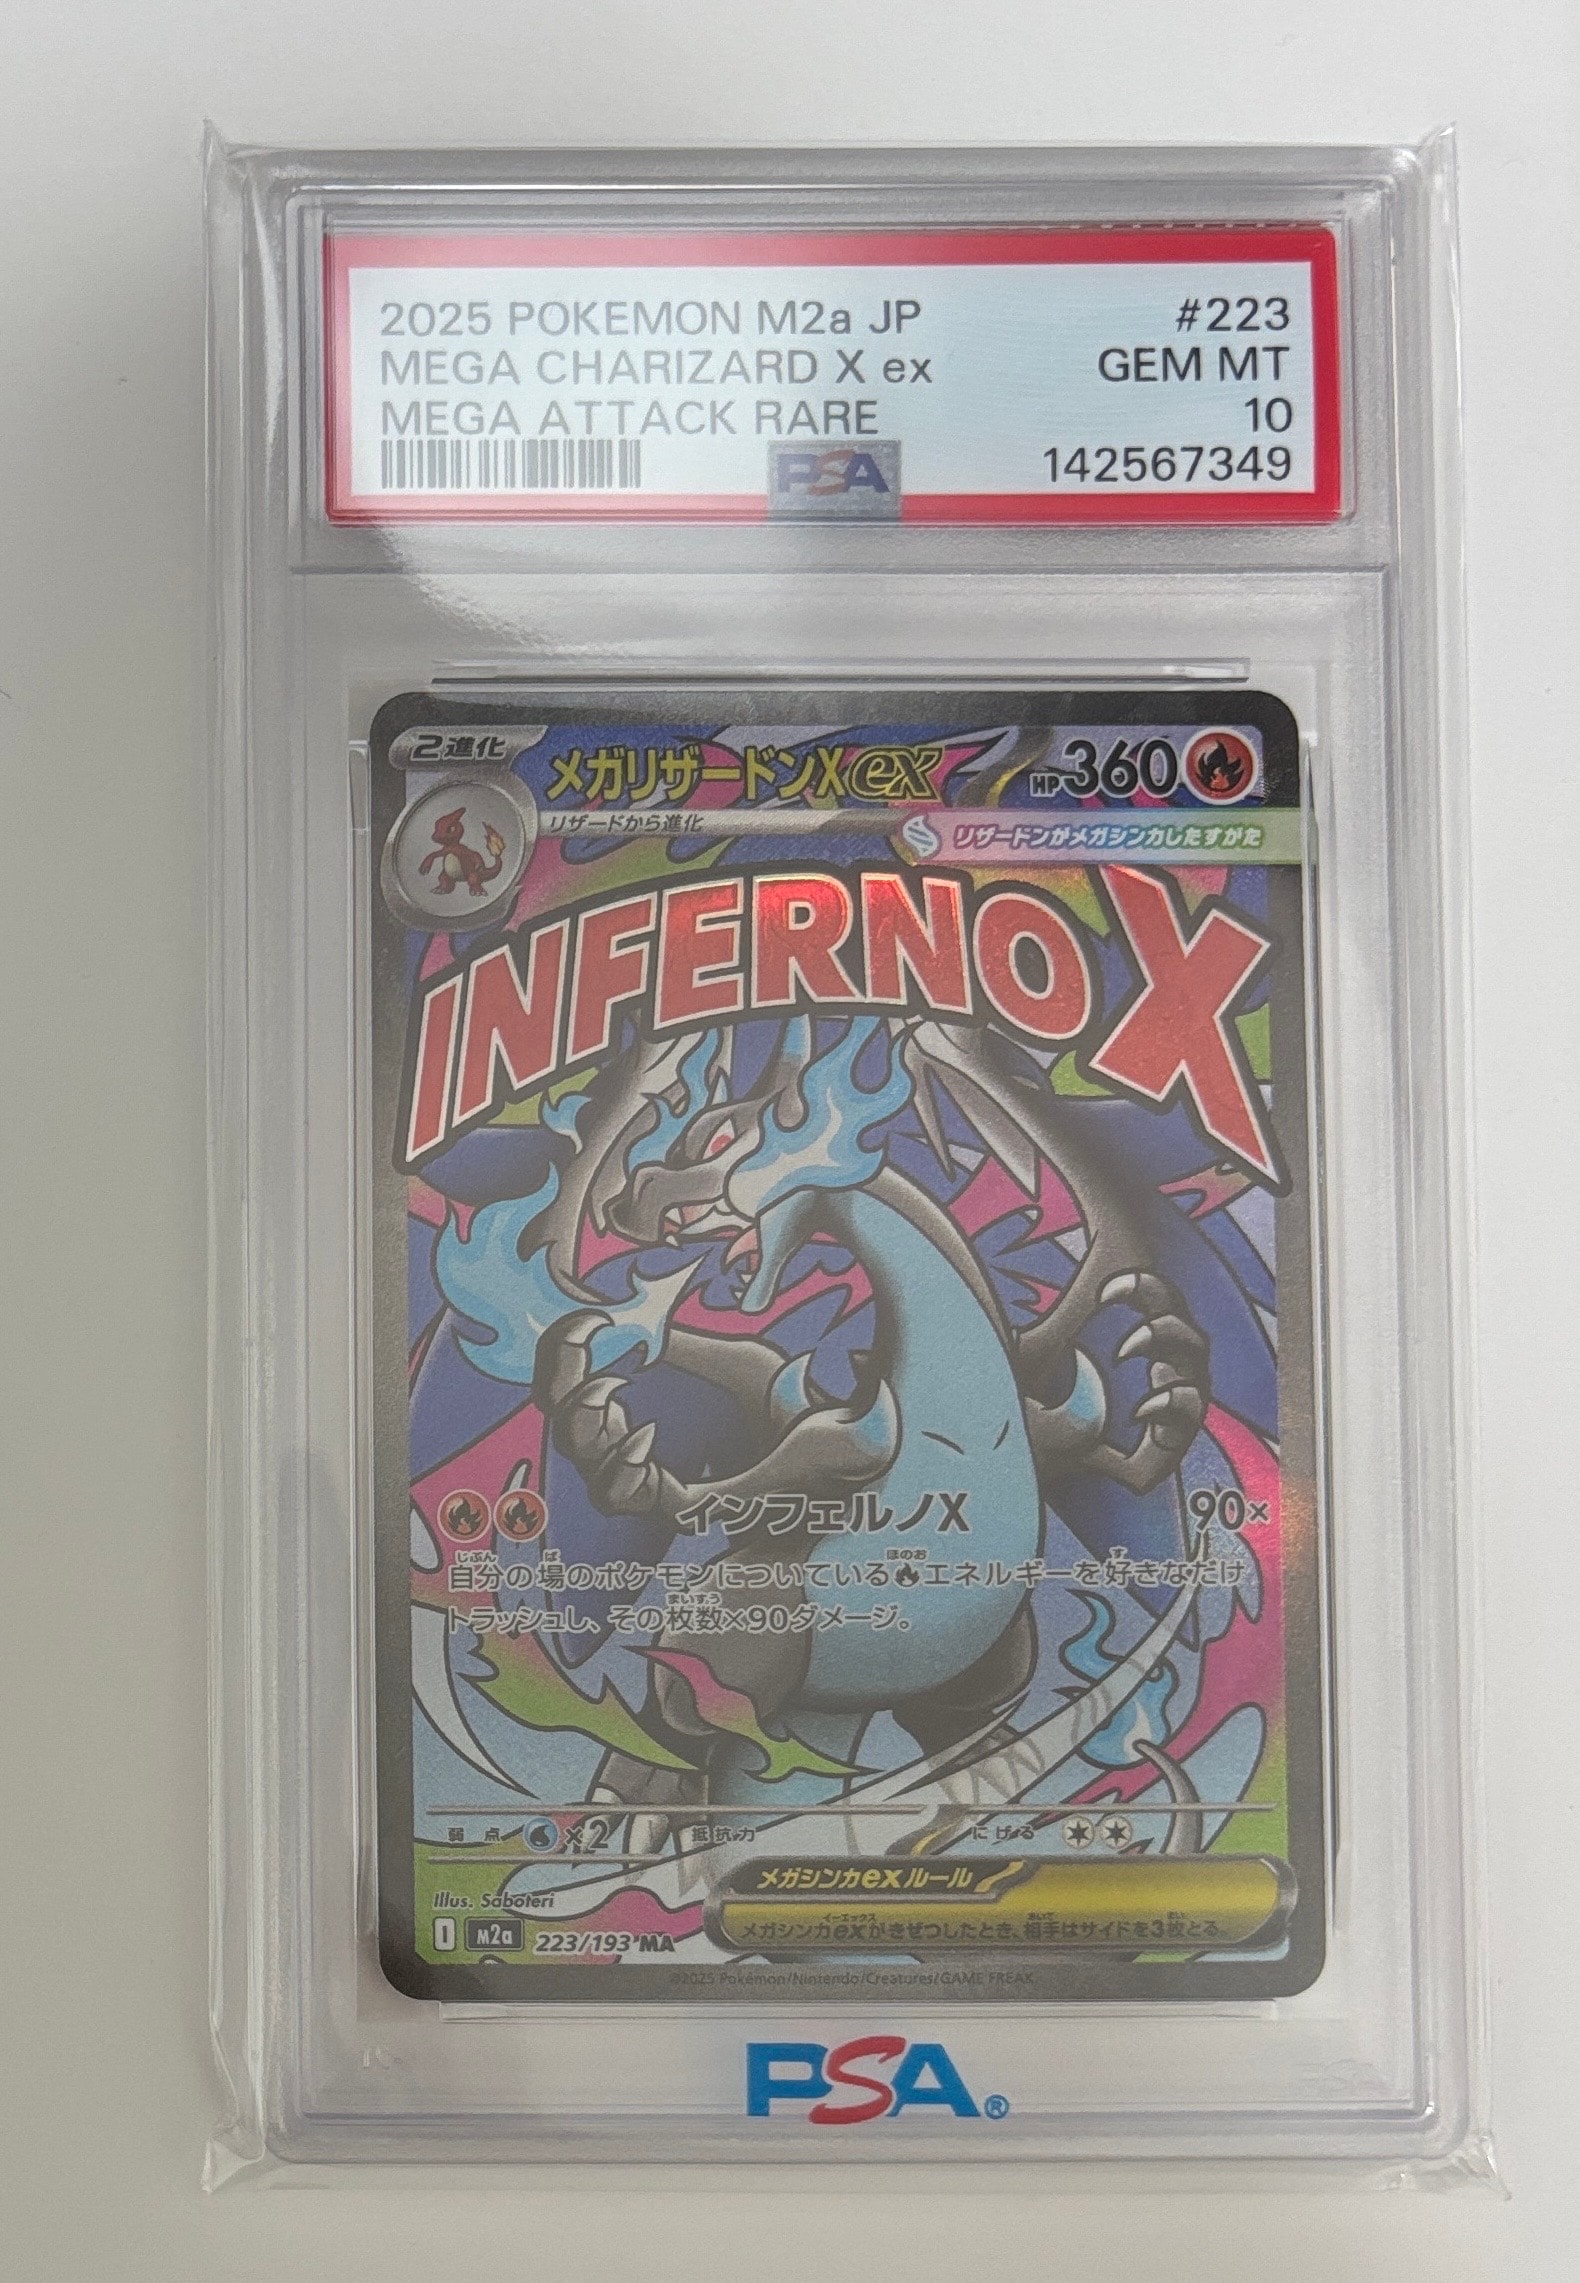 2025 POKEMON M2a JP #223
MEGA CHARIZARD X ex GEM MT
MEGA ATTACK RARE 10
PSA 142567349
2進化 メガリザードンXex HP360
リザードから進化 リザードンがメガシンカしたすがた
INFERNO X
インフェルノX 90×
自分の場のポケモンについている エネルギーを好きなだけ
トラッシュし、その枚数×90ダメージ。
弱点 ×2 抵抗力 にげる
メガシンカexルール
メガシンカexがきぜつしたとき、相手はサイドを3枚とる。
Illus. Saboteri
I M2a 223/193 MA
©2025 Pokémon/Nintendo/Creatures/GAME FREAK
PSA®